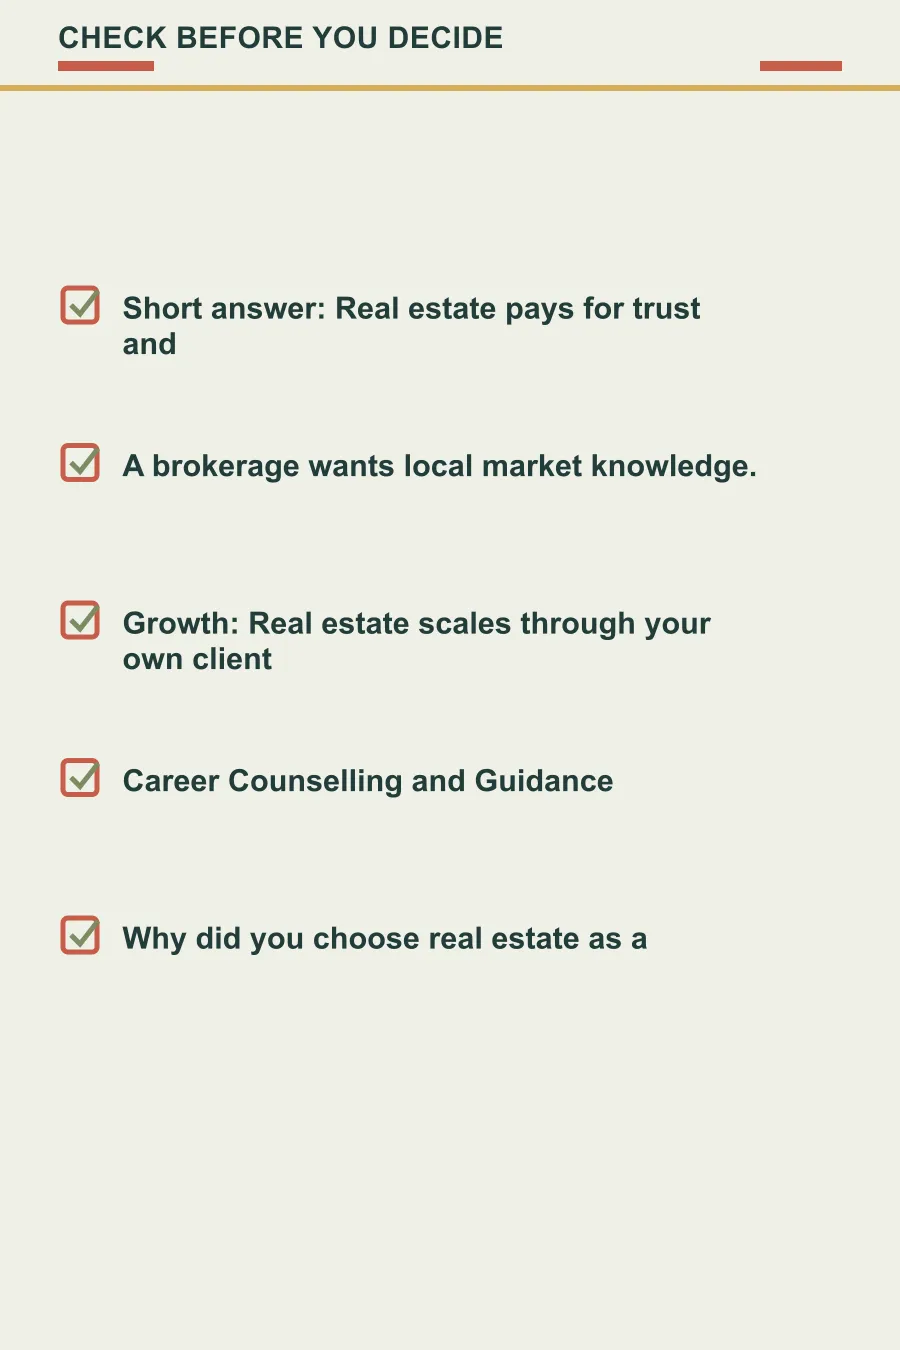 CHECK BEFORE YOU DECIDE
Short answer: Real estate pays for trust
and
A brokerage wants local market knowledge.
Growth: Real estate scales through your
own client
Career Counselling and Guidance
Why did you choose real estate as a